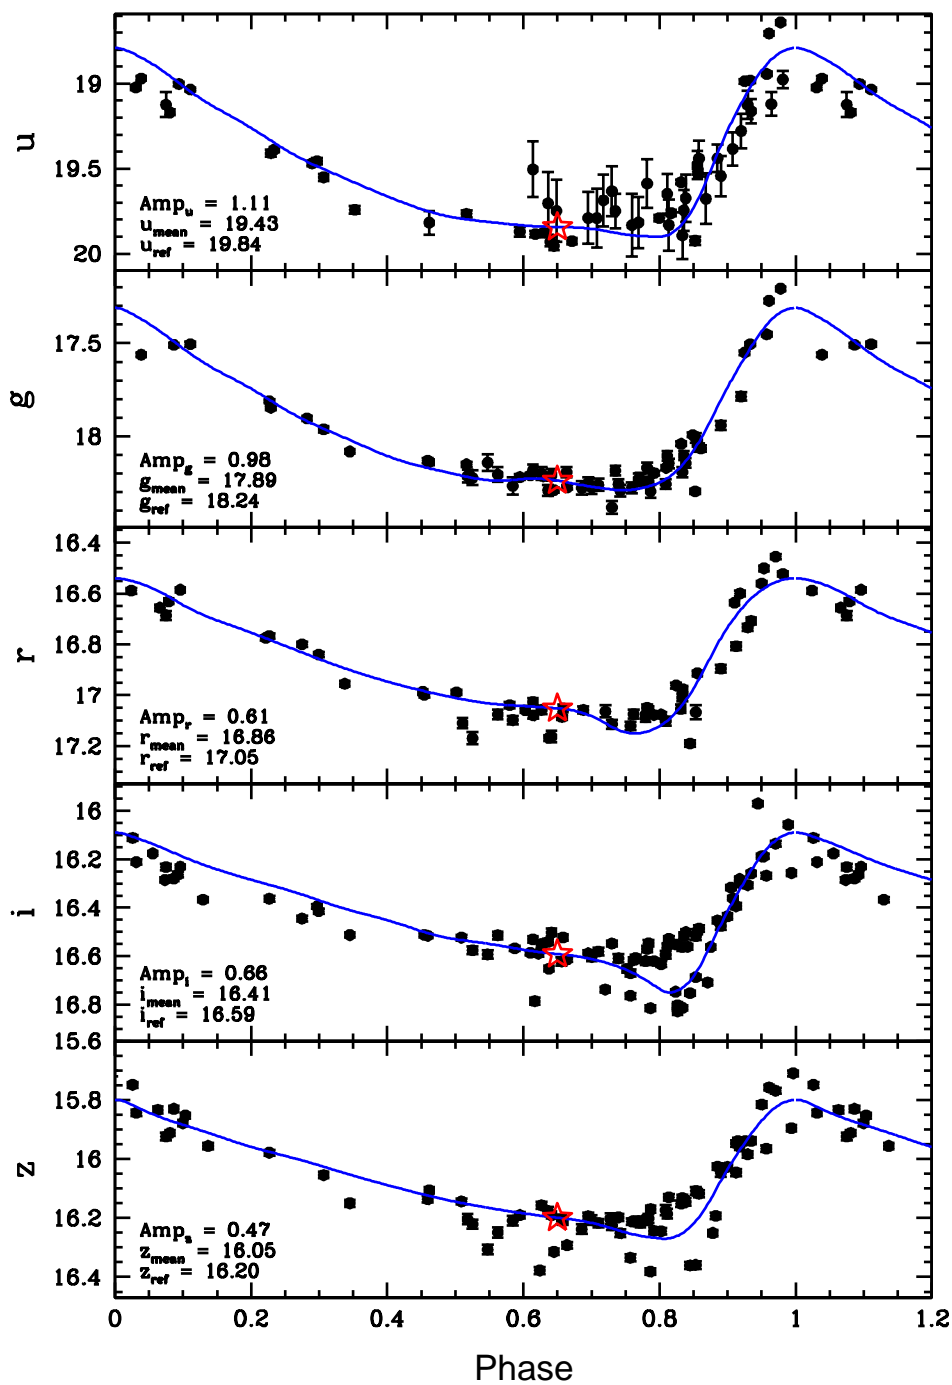 19
19.5
20
u
Amp_u = 1.11
u_mean = 19.43
u_ref = 19.84
17.5
18
g
Amp_g = 0.98
g_mean = 17.89
g_ref = 18.24
16.4
16.6
16.8
17
17.2
r
Amp_r = 0.61
r_mean = 16.86
r_ref = 17.05
16
16.2
16.4
16.6
16.8
i
Amp_i = 0.66
i_mean = 16.41
i_ref = 16.59
15.6
15.8
16
16.2
16.4
z
Amp_z = 0.47
z_mean = 16.05
z_ref = 16.20
0 0.2 0.4 0.6 0.8 1 1.2
Phase